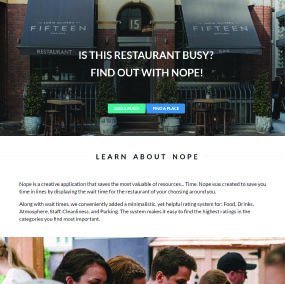 15
JAMIE OLIVER'S
FIFTEEN
FIFTEEN
RESTAURANT
IS THIS RESTAURANT BUSY?
FIND OUT WITH NOPE!
ADD A PLACE
FIND A PLACE
LEARN ABOUT NOPE
Nope is a creative application that saves the most valuable of resources... Time. Nope was created to save you
time in lines by displaying the wait time for the restaurant of your choosing around you.
Along with wait times, we conveniently added a minimalistic, yet helpful rating system for: Food, Drinks,
Atmosphere, Staff, Cleanliness, and Parking. The system makes it easy to find the highest ratings in the
categories you find most important.